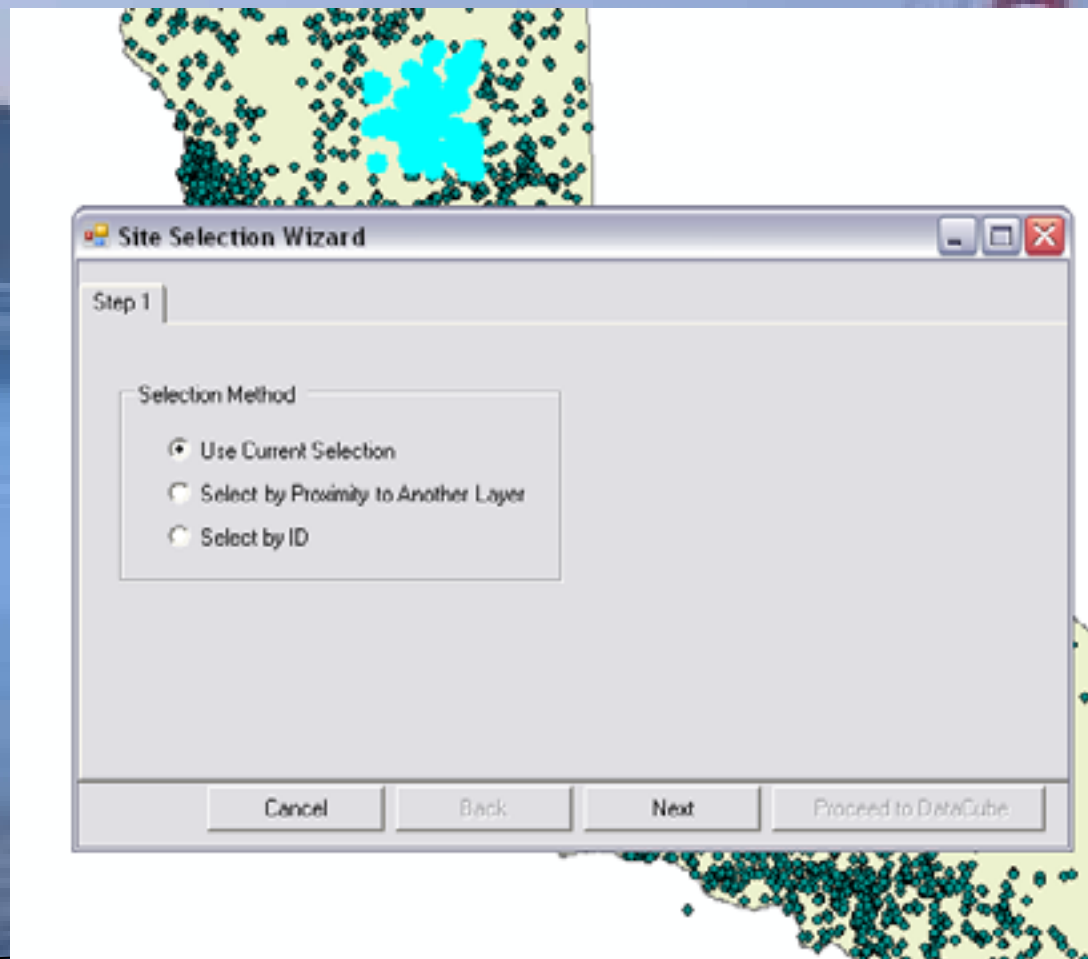 Site Selection Wizard
Step 1
Selection Method
Use Current Selection
Select by Proximity to Another Layer
Select by ID
Cancel
Back
Next
Proceed to DataCube